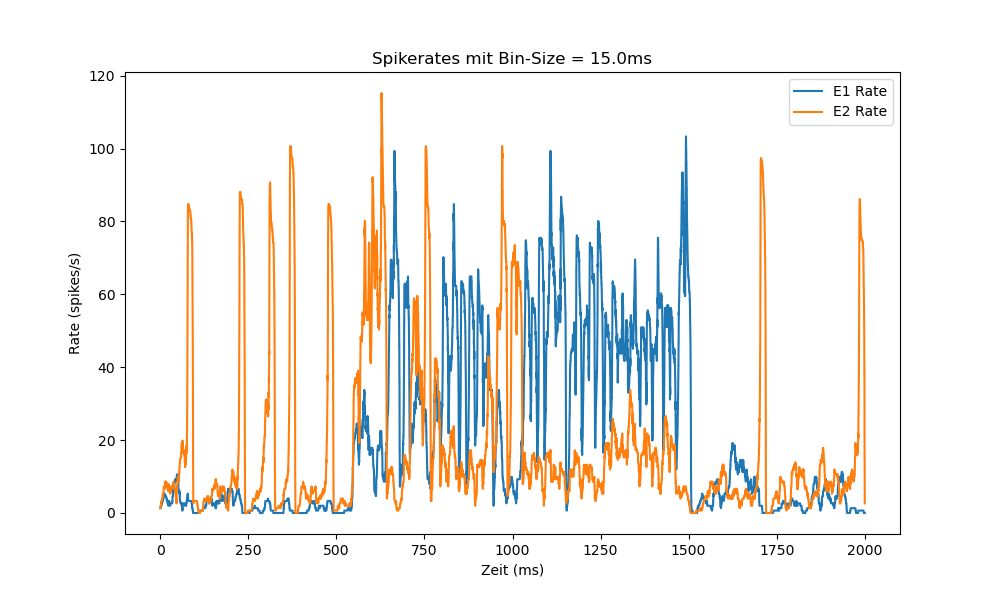 Spikerates mit Bin-Size = 15.0ms
E1 Rate
E2 Rate
Rate (spikes/s)
120
100
80
60
40
20
0
0 250 500 750 1000 1250 1500 1750 2000
Zeit (ms)